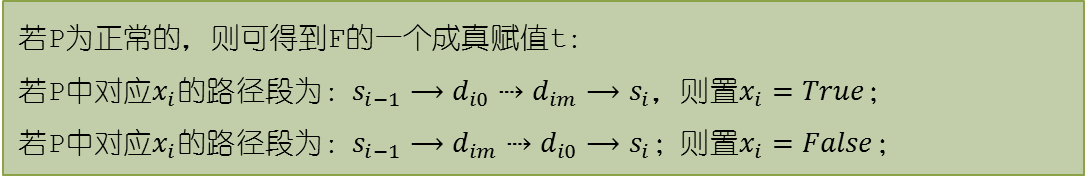 若P为正常的，则可得到F的一个成真赋值t：
若P中对应𝑥ᵢ的路径段为：𝑠ᵢ₋₁ ⟶ 𝑑ᵢ₀ ⇢ 𝑑ᵢₘ ⟶ 𝑠ᵢ，则置𝑥ᵢ = 𝑇𝑟𝑢𝑒；
若P中对应𝑥ᵢ的路径段为：𝑠ᵢ₋₁ ⟶ 𝑑ᵢₘ ⇢ 𝑑ᵢ₀ ⟶ 𝑠ᵢ；则置𝑥ᵢ = 𝐹𝑎𝑙𝑠𝑒；